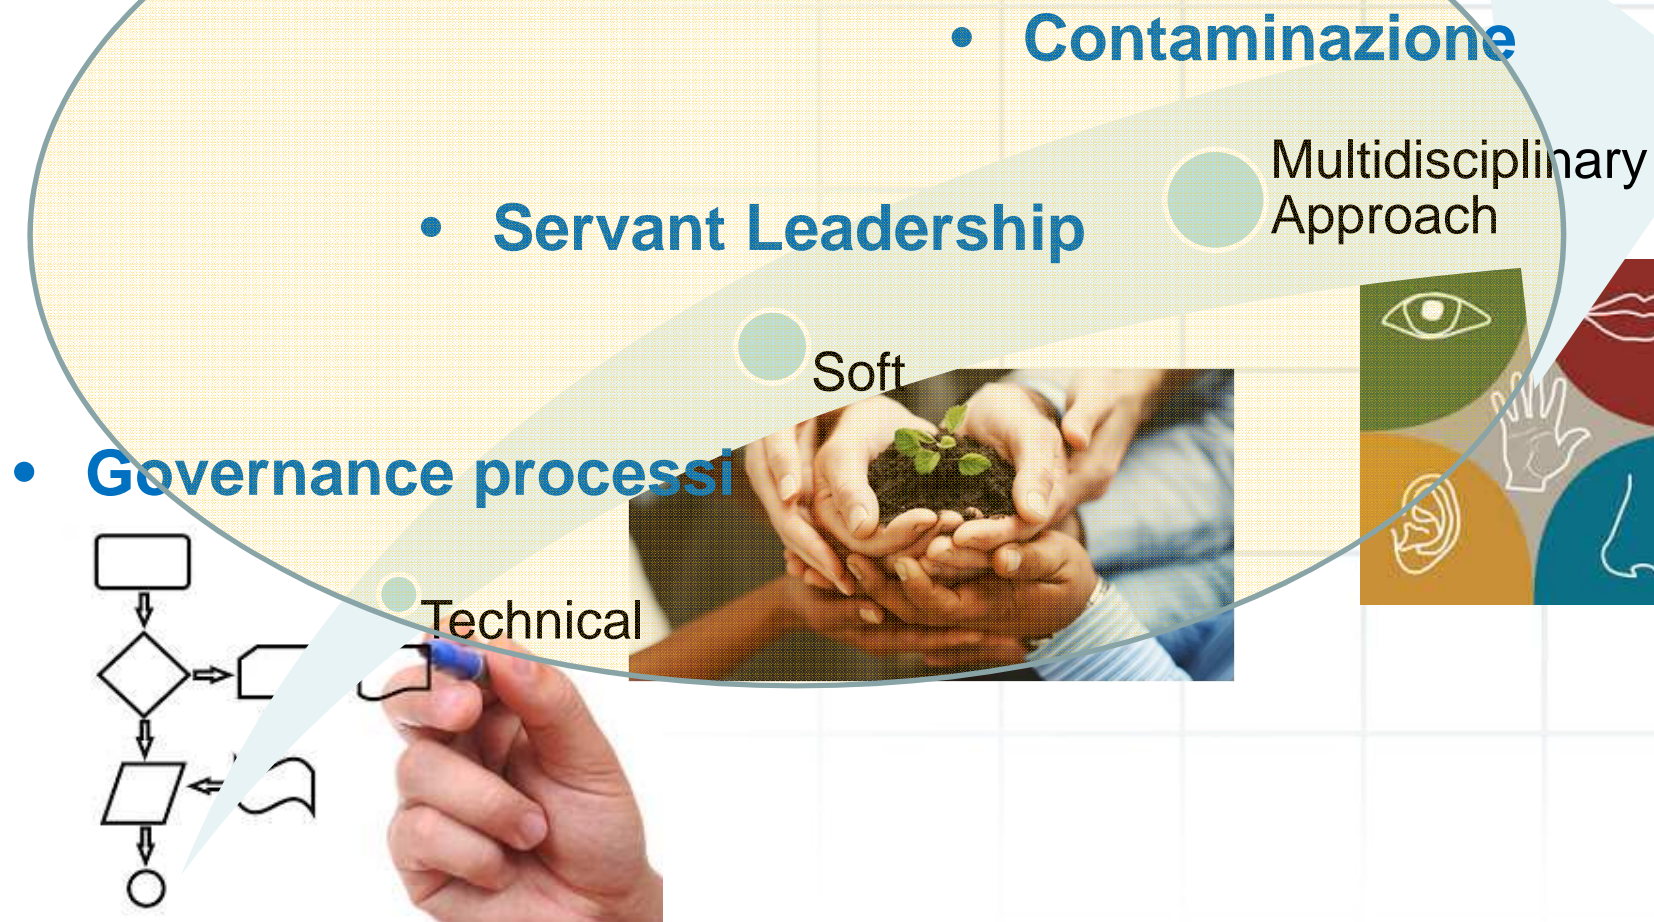 • Contaminazione
Multidisciplinary
Approach
• Servant Leadership
Soft
• Governance processi
Technical